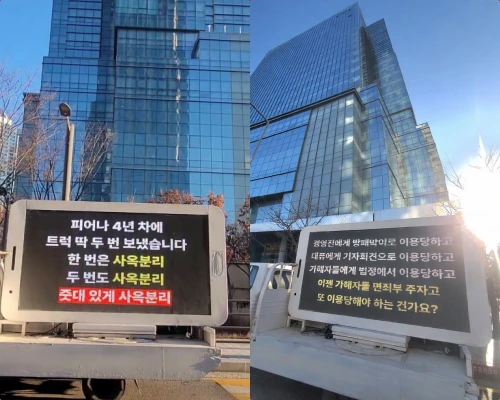 피어나 4년 차에
트럭 딱 두 번 보냈습니다
한 번은 사옥분리
두 번도 사옥분리
줏대 있게 사옥분리
경영진에게 방패막이로 이용당하고
대퓨에게 기자회견으로 이용당하고
가해자들에게 법정에서 이용당하고
이젠 가해자들 면죄부 주자고
또 이용당해야 하는 건가요?